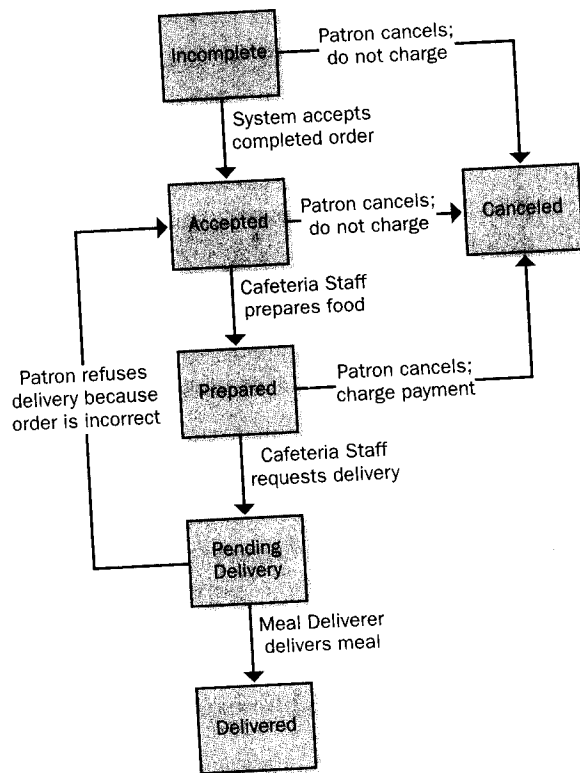 Incomplete
Patron cancels;
do not charge
System accepts
completed order
Accepted
Patron cancels;
do not charge
Canceled
Cafeteria Staff
prepares food
Patron refuses
delivery because
order is incorrect
Prepared
Patron cancels;
charge payment
Cafeteria Staff
requests delivery
Pending
Delivery
Meal Deliverer
delivers meal
Delivered